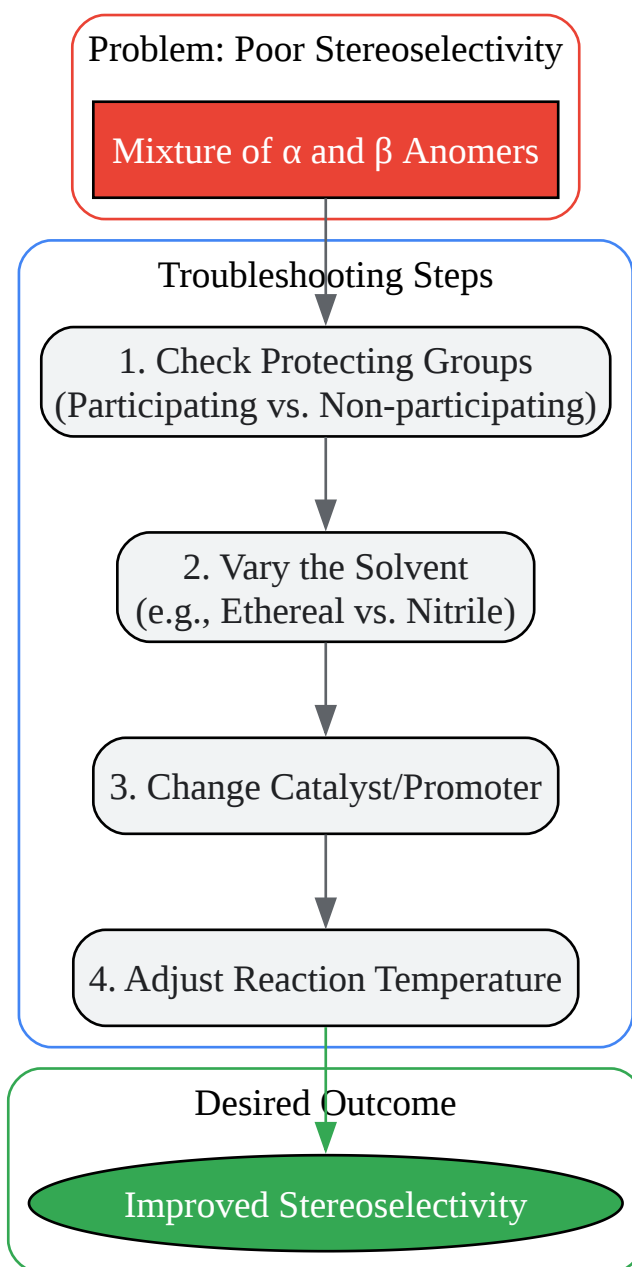 Problem: Poor Stereoselectivity
Mixture of α and β Anomers
Troubleshooting Steps
1. Check Protecting Groups
(Participating vs. Non-participating)
2. Vary the Solvent
(e.g., Ethereal vs. Nitrile)
3. Change Catalyst/Promoter
4. Adjust Reaction Temperature
Desired Outcome
Improved Stereoselectivity